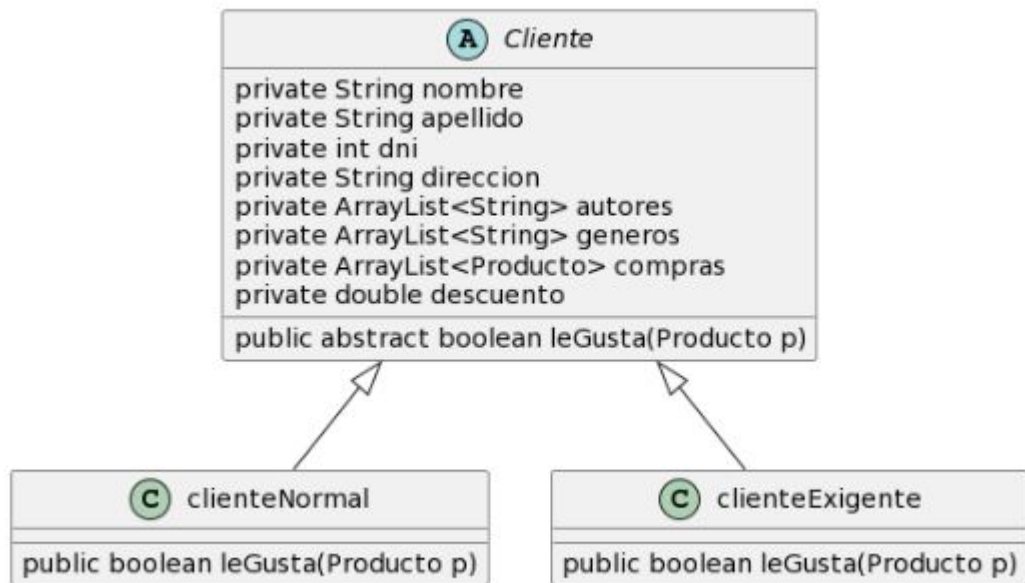 A Cliente
private String nombre
private String apellido
private int dni
private String direccion
private ArrayList<String> autores
private ArrayList<String> generos
private ArrayList<Producto> compras
private double descuento
public abstract boolean leGusta(Producto p)
C clienteNormal
public boolean leGusta(Producto p)
C clienteExigente
public boolean leGusta(Producto p)